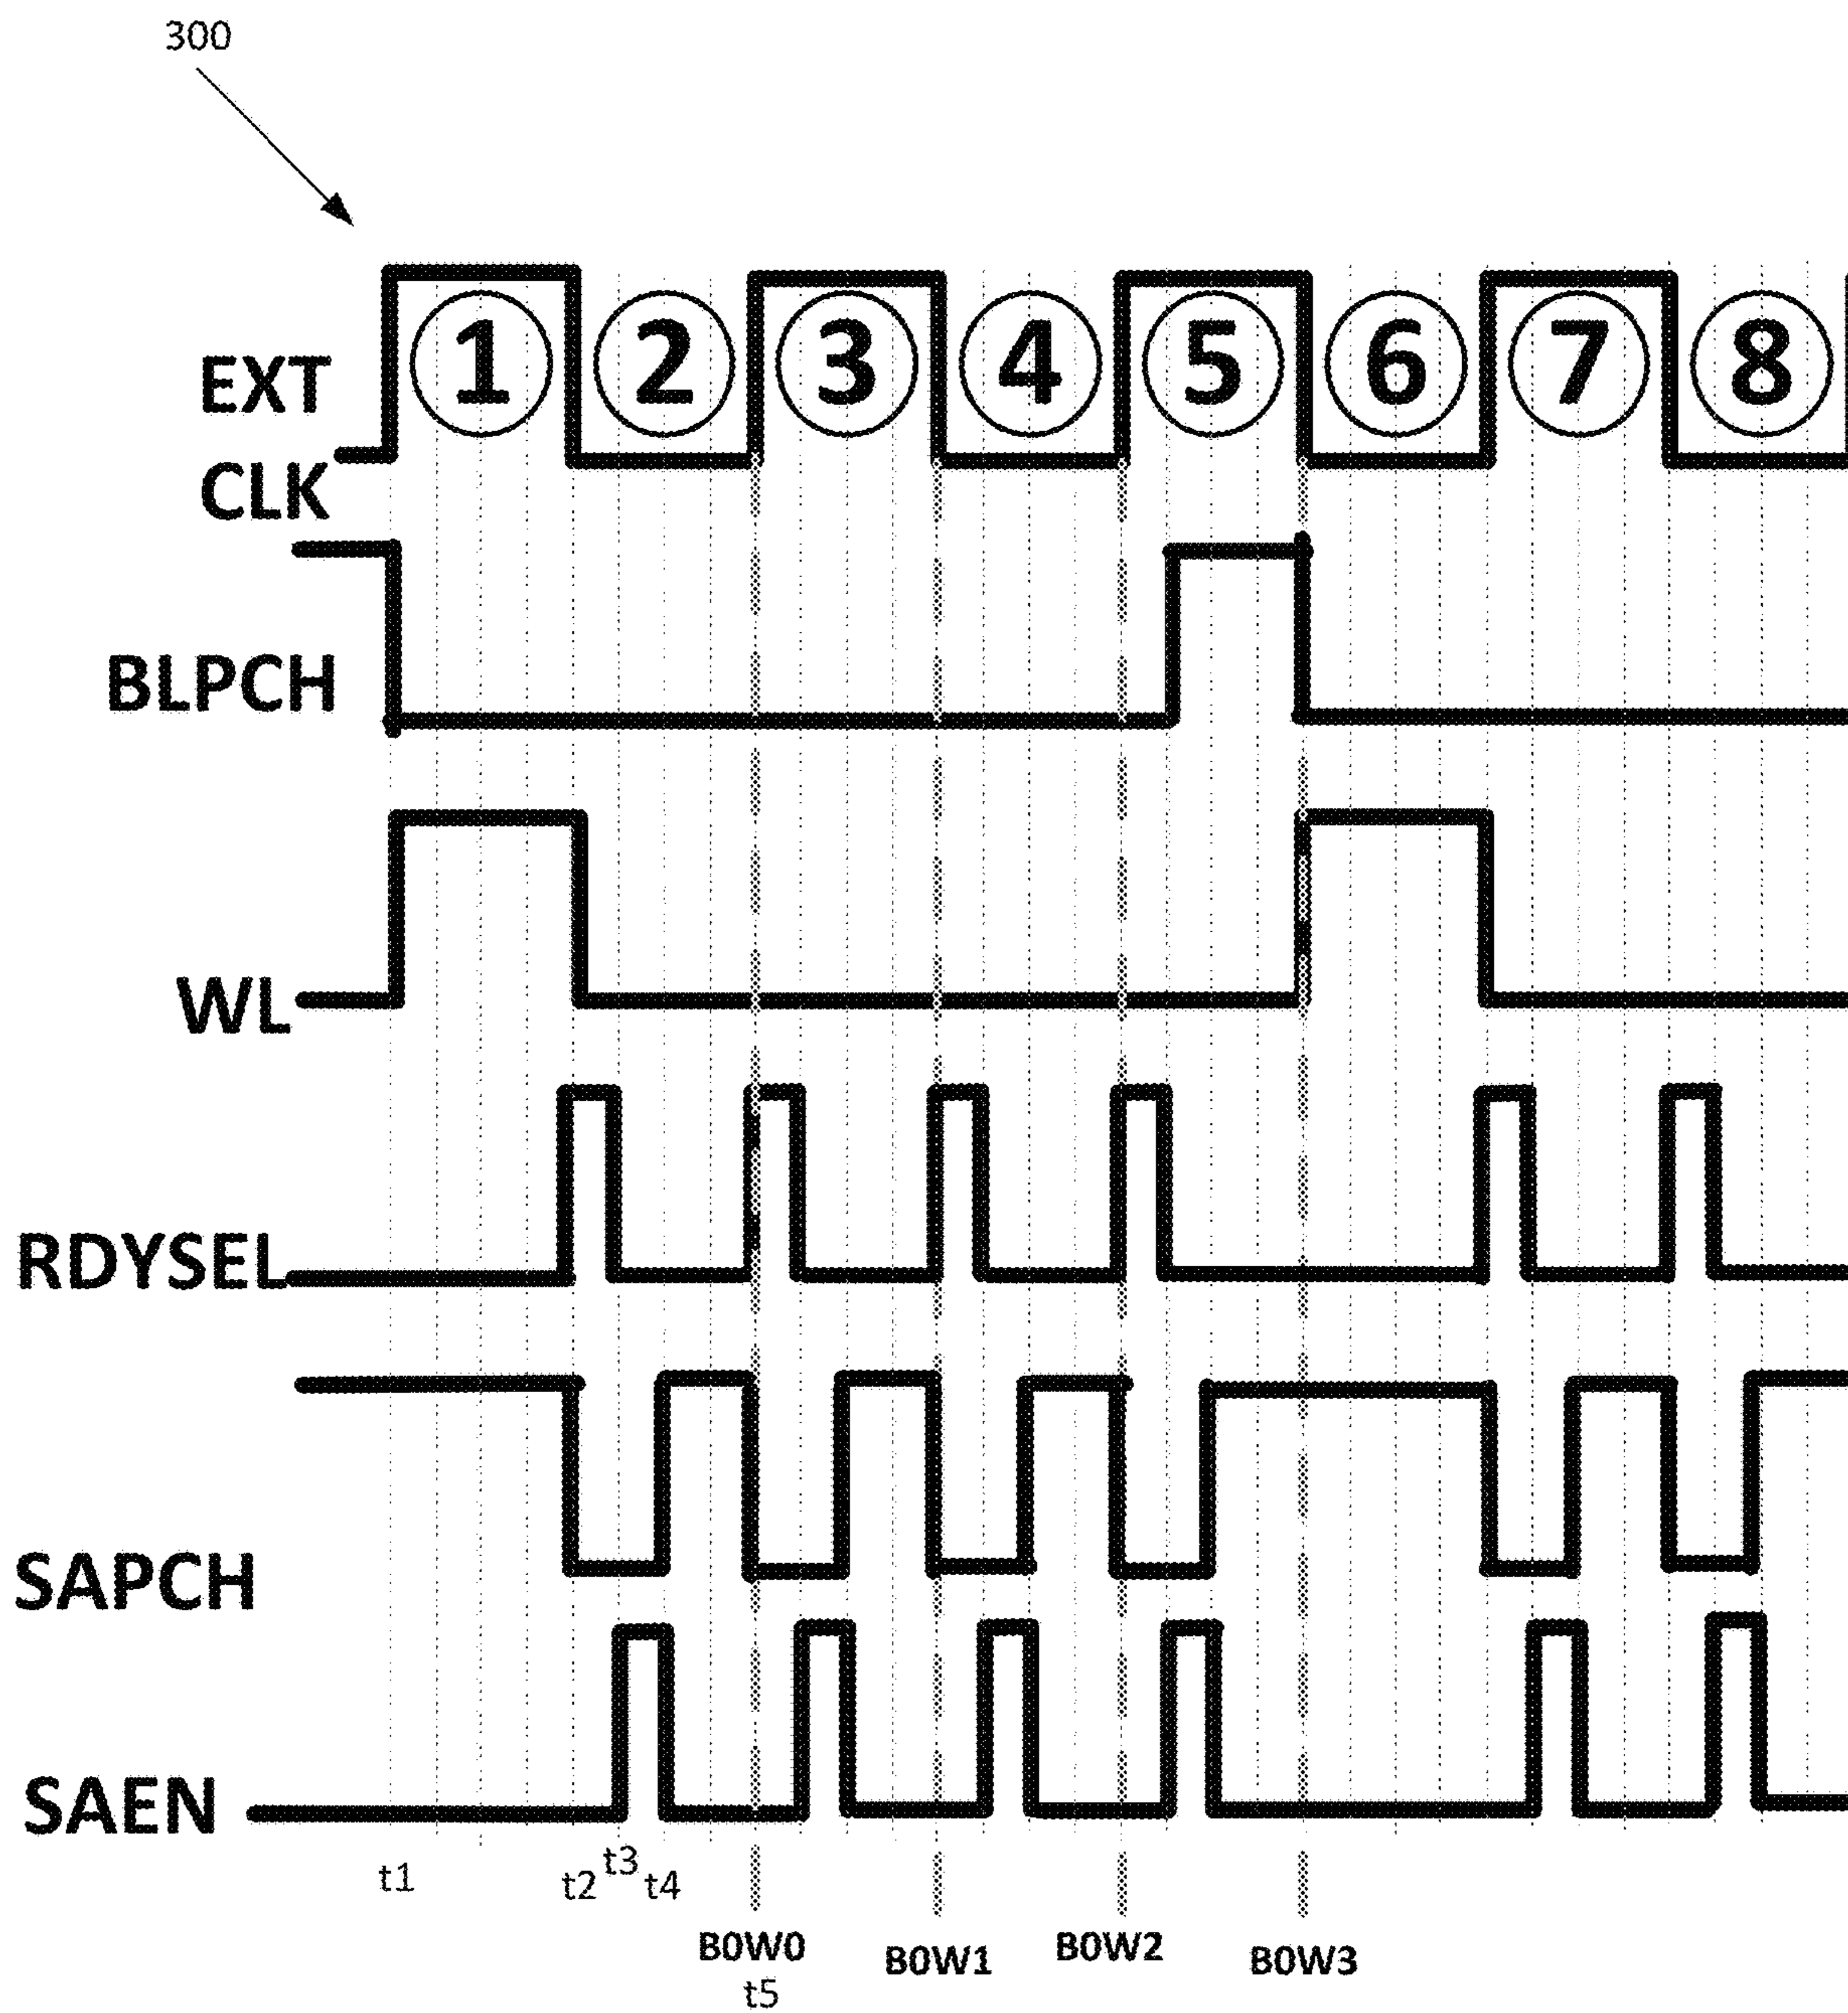 300
1 2 3 4 5 6 7 8
EXT
CLK
BLPCH
WL
RDYSEL
SAPCH
SAEN
t1 t2 t3 t4
B0W0 B0W1 B0W2 B0W3
t5